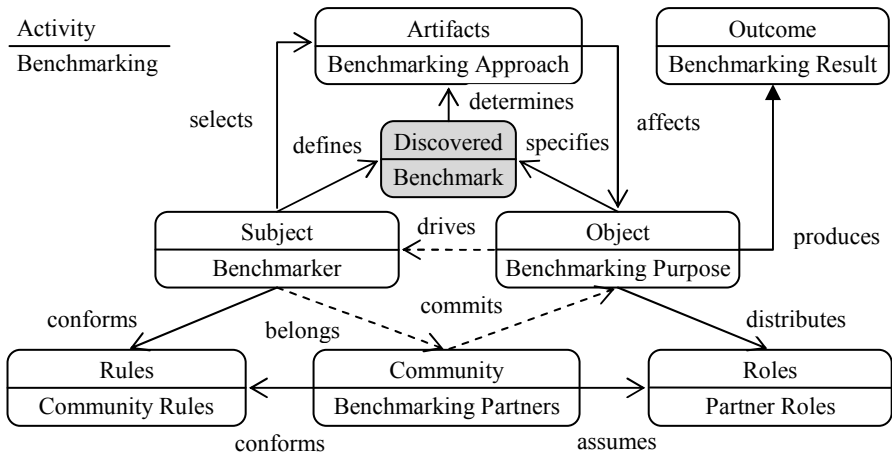 Activity
Benchmarking
Artifacts
Benchmarking Approach
Outcome
Benchmarking Result
selects
determines
defines
Discovered
Benchmark
specifies
affects
Subject
Benchmarker
drives
Object
Benchmarking Purpose
produces
conforms
belongs
commits
distributes
Rules
Community Rules
Community
Benchmarking Partners
Roles
Partner Roles
conforms
assumes